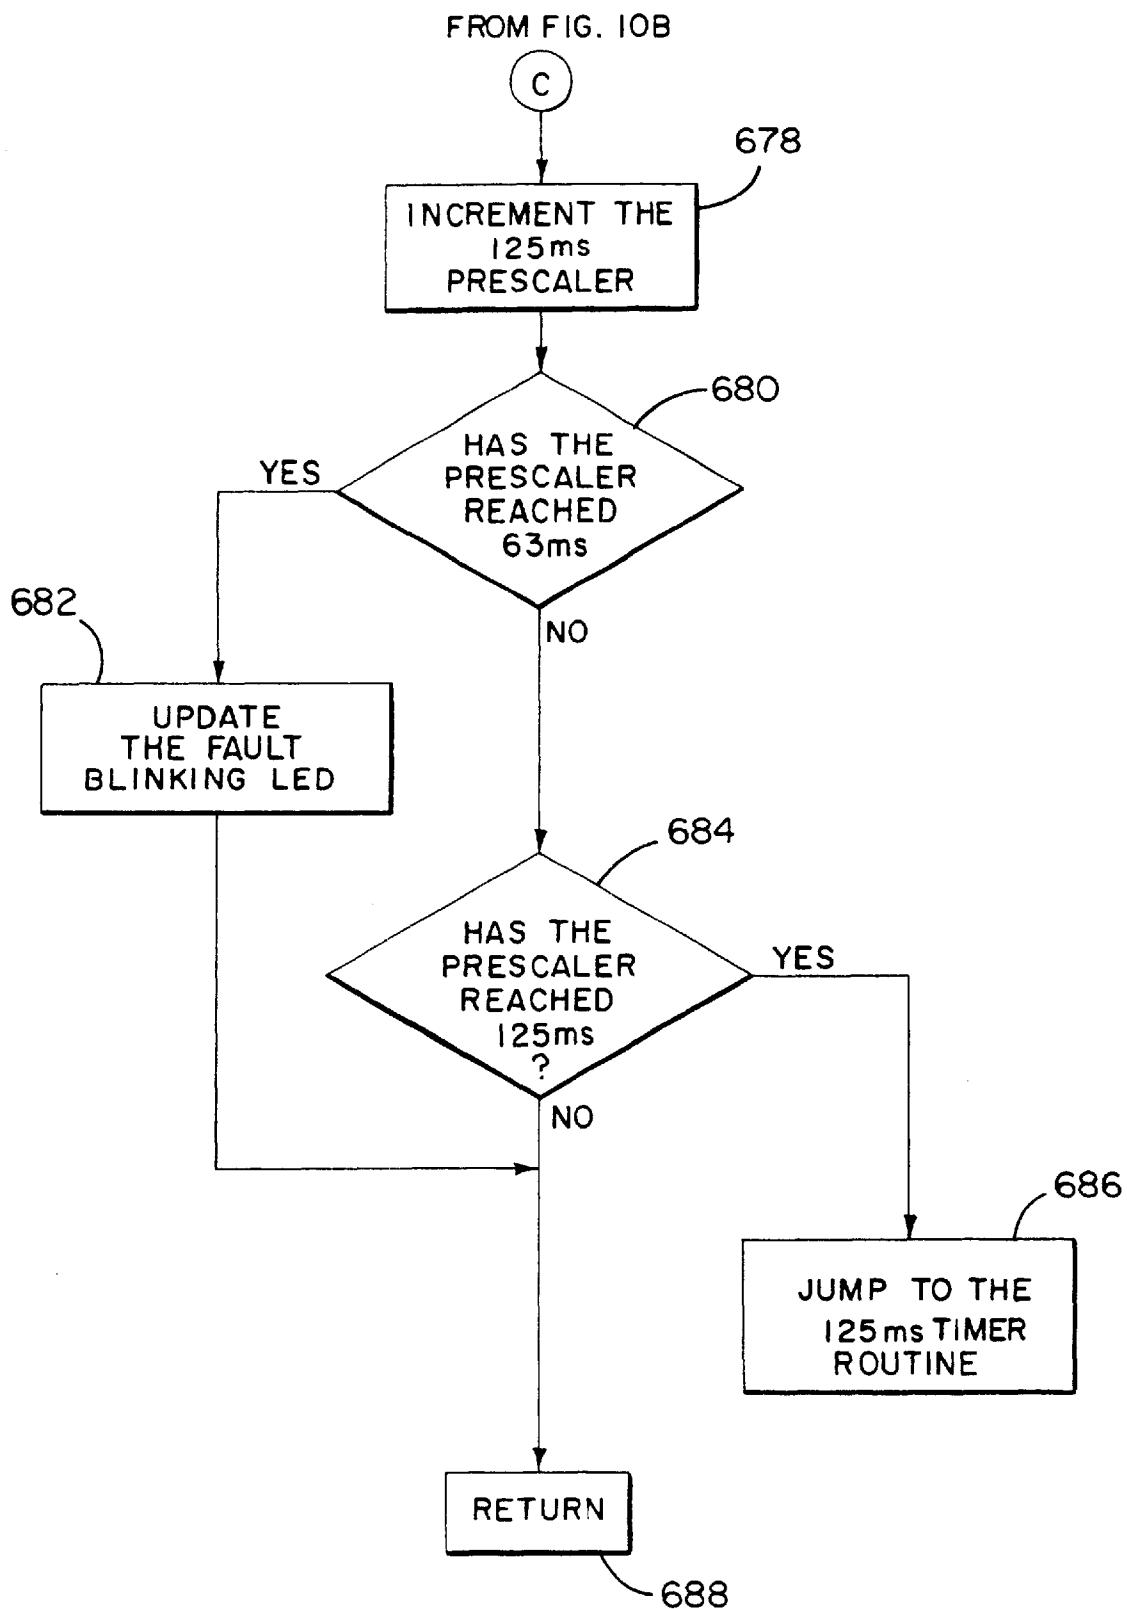 FROM FIG. 10B
C
678
INCREMENT THE
125ms
PRESCALER
680
HAS THE
PRESCALER
REACHED
63ms
YES
NO
682
UPDATE
THE FAULT
BLINKING LED
684
HAS THE
PRESCALER
REACHED
125ms
?
YES
NO
686
JUMP TO THE
125ms TIMER
ROUTINE
RETURN
688